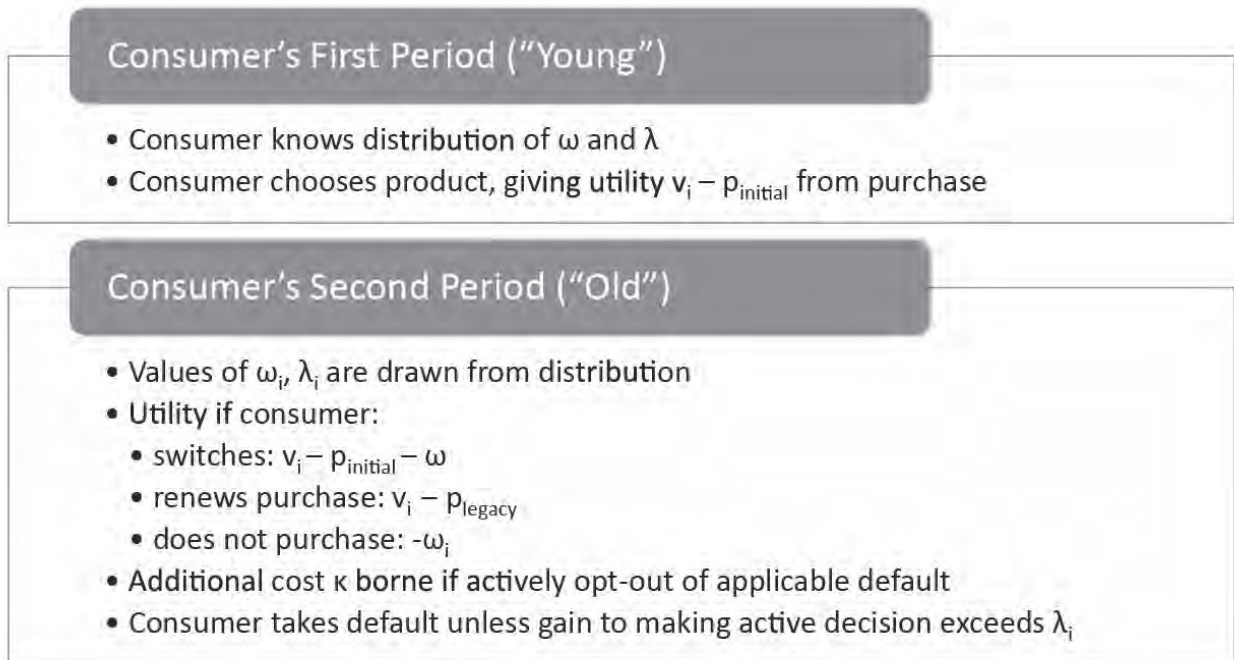 Consumer's First Period ("Young")
• Consumer knows distribution of ω and λ
• Consumer chooses product, giving utility vᵢ – p_initial from purchase
Consumer's Second Period ("Old")
• Values of ωᵢ, λᵢ are drawn from distribution
• Utility if consumer:
• switches: vᵢ – p_initial – ω
• renews purchase: vᵢ – p_legacy
• does not purchase: -ωᵢ
• Additional cost κ borne if actively opt-out of applicable default
• Consumer takes default unless gain to making active decision exceeds λᵢ